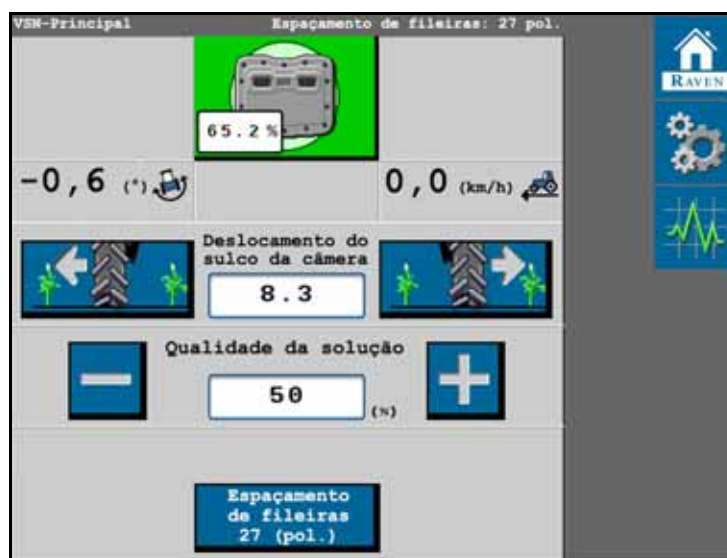 VSN-Principal Espaçamento de fileiras: 27 pol.
RAVEN
65.2 %
-0,6 (°)
0,0 (km/h)
Deslocamento do
sulco da câmera
8.3
Qualidade da solução
50
(%)
Espaçamento
de fileiras
27 (pol.)